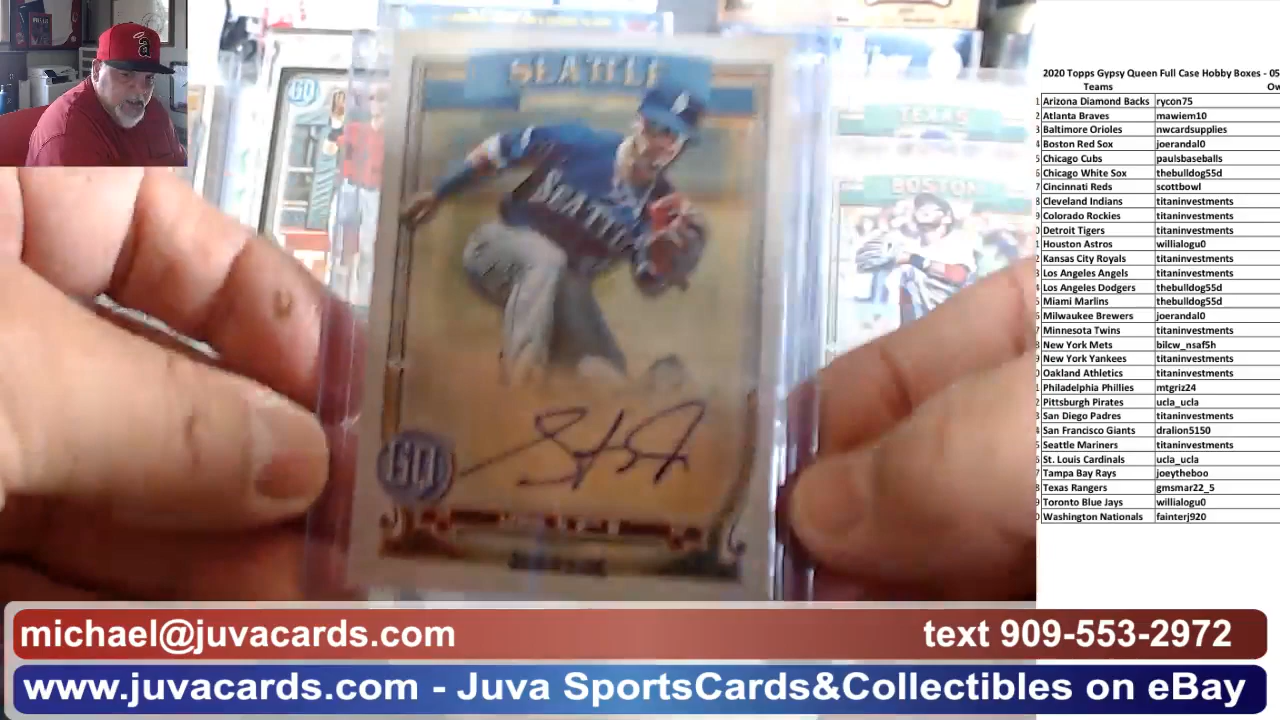 SEATTLE
SEATTLE
GQ
GQ
TEXAS
BOSTON
2020 Topps Gypsy Queen Full Case Hobby Boxes - 05
Teams Ow
Arizona Diamond Backs rycon75
Atlanta Braves mawiem10
Baltimore Orioles nwcardsupplies
Boston Red Sox joerandal0
Chicago Cubs paulsbaseballs
Chicago White Sox thebulldog55d
Cincinnati Reds scottbowl
Cleveland Indians titaninvestments
Colorado Rockies titaninvestments
Detroit Tigers titaninvestments
Houston Astros willialogu0
Kansas City Royals titaninvestments
Los Angeles Angels titaninvestments
Los Angeles Dodgers thebulldog55d
Miami Marlins thebulldog55d
Milwaukee Brewers joerandal0
Minnesota Twins titaninvestments
New York Mets bilcw_nsaf5h
New York Yankees titaninvestments
Oakland Athletics titaninvestments
Philadelphia Phillies mtgriz24
Pittsburgh Pirates ucla_ucla
San Diego Padres titaninvestments
San Francisco Giants dralion5150
Seattle Mariners titaninvestments
St. Louis Cardinals ucla_ucla
Tampa Bay Rays joeytheboo
Texas Rangers gmsmar22_5
Toronto Blue Jays willialogu0
Washington Nationals fainterj920
michael@juvacards.com text 909-553-2972
www.juvacards.com - Juva SportsCards&Collectibles on eBay